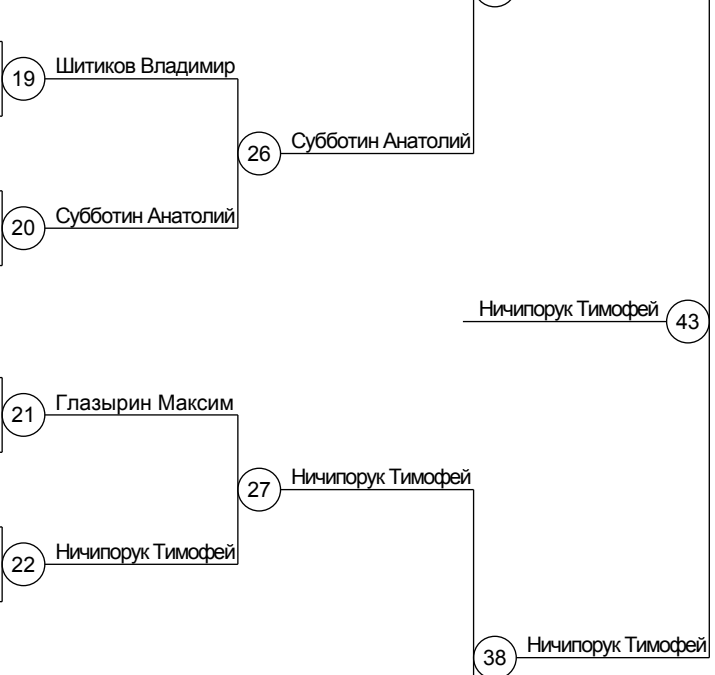 19 Шитиков Владимир
26 Субботин Анатолий
20 Субботин Анатолий
Ничипорук Тимофей 43
21 Глазырин Максим
27 Ничипорук Тимофей
22 Ничипорук Тимофей
38 Ничипорук Тимофей